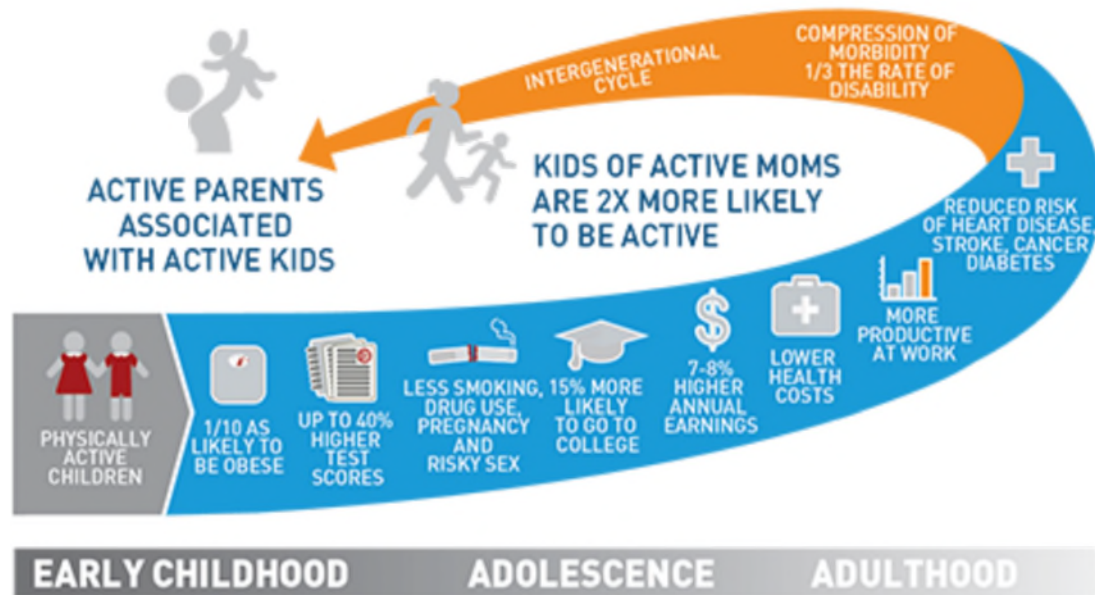 INTERGENERATIONAL
CYCLE
COMPRESSION OF
MORBIDITY
1/3 THE RATE OF
DISABILITY
ACTIVE PARENTS
ASSOCIATED
WITH ACTIVE KIDS
KIDS OF ACTIVE MOMS
ARE 2X MORE LIKELY
TO BE ACTIVE
PHYSICALLY
ACTIVE
CHILDREN
1/10 AS
LIKELY TO
BE OBESE
UP TO 40%
HIGHER
TEST
SCORES
LESS SMOKING,
DRUG USE,
PREGNANCY
AND
RISKY SEX
15% MORE
LIKELY
TO GO TO
COLLEGE
$
7-8%
HIGHER
ANNUAL
EARNINGS
LOWER
HEALTH
COSTS
MORE
PRODUCTIVE
AT WORK
REDUCED RISK
OF HEART DISEASE,
STROKE, CANCER
DIABETES
EARLY CHILDHOOD
ADOLESCENCE
ADULTHOOD